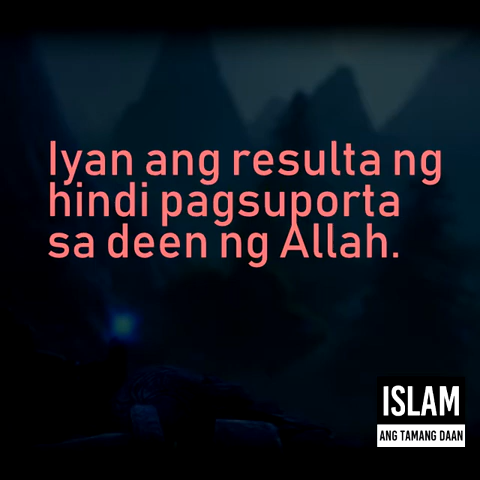 Iyan ang resulta ng
hindi pagsuporta
sa deen ng Allah.
ISLAM
ANG TAMANG DAAN